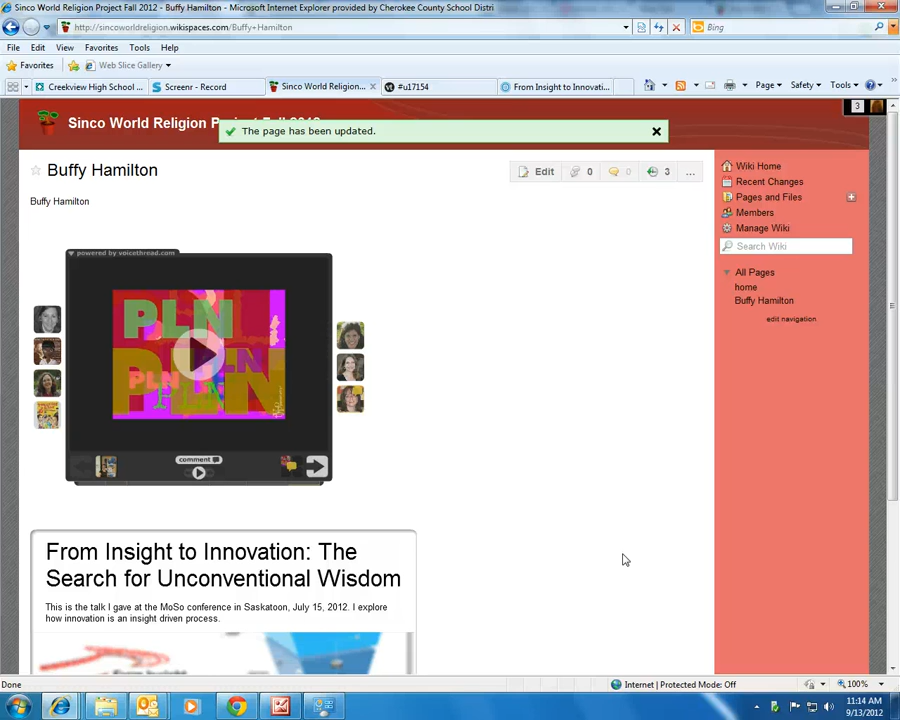 Sinco World Religion Project Fall 2012 - Buffy Hamilton - Microsoft Internet Explorer provided by Cherokee County School Distri
http://sincoworldreligion.wikispaces.com/Buffy+Hamilton
Bing
File Edit View Favorites Tools Help
Favorites Web Slice Gallery
Creekview High School ... Screenr - Record Sinco World Religion... #u17154 From Insight to Innovati...
Page Safety Tools
3
Sinco World Religion
The page has been updated.
Buffy Hamilton
Edit 0 0 3 ...
Buffy Hamilton
powered by voicethread.com
PLN
PLN
PLN
comment
Wiki Home
Recent Changes
Pages and Files
Members
Manage Wiki
Search Wiki
All Pages
home
Buffy Hamilton
edit navigation
From Insight to Innovation: The
Search for Unconventional Wisdom
This is the talk I gave at the MoSo conference in Saskatoon, July 15, 2012. I explore
how innovation is an insight driven process.
Done
Internet | Protected Mode: Off
100%
11:14 AM
9/13/2012